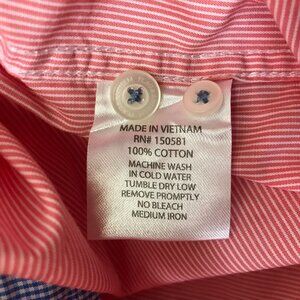 MADE IN VIETNAM
RN# 150581
100% COTTON
MACHINE WASH
IN COLD WATER
TUMBLE DRY LOW
REMOVE PROMPTLY
NO BLEACH
MEDIUM IRON